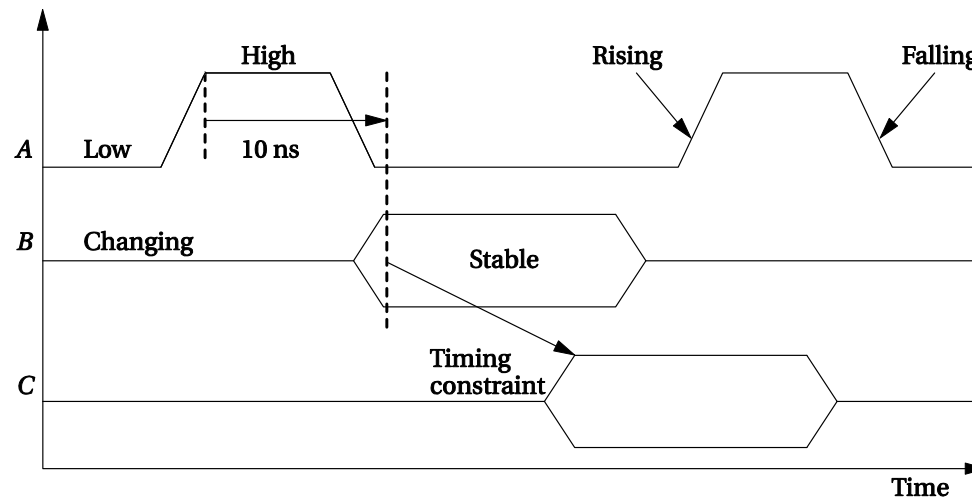 High
Rising
Falling
A
Low
10 ns
B
Changing
Stable
Timing
constraint
C
Time